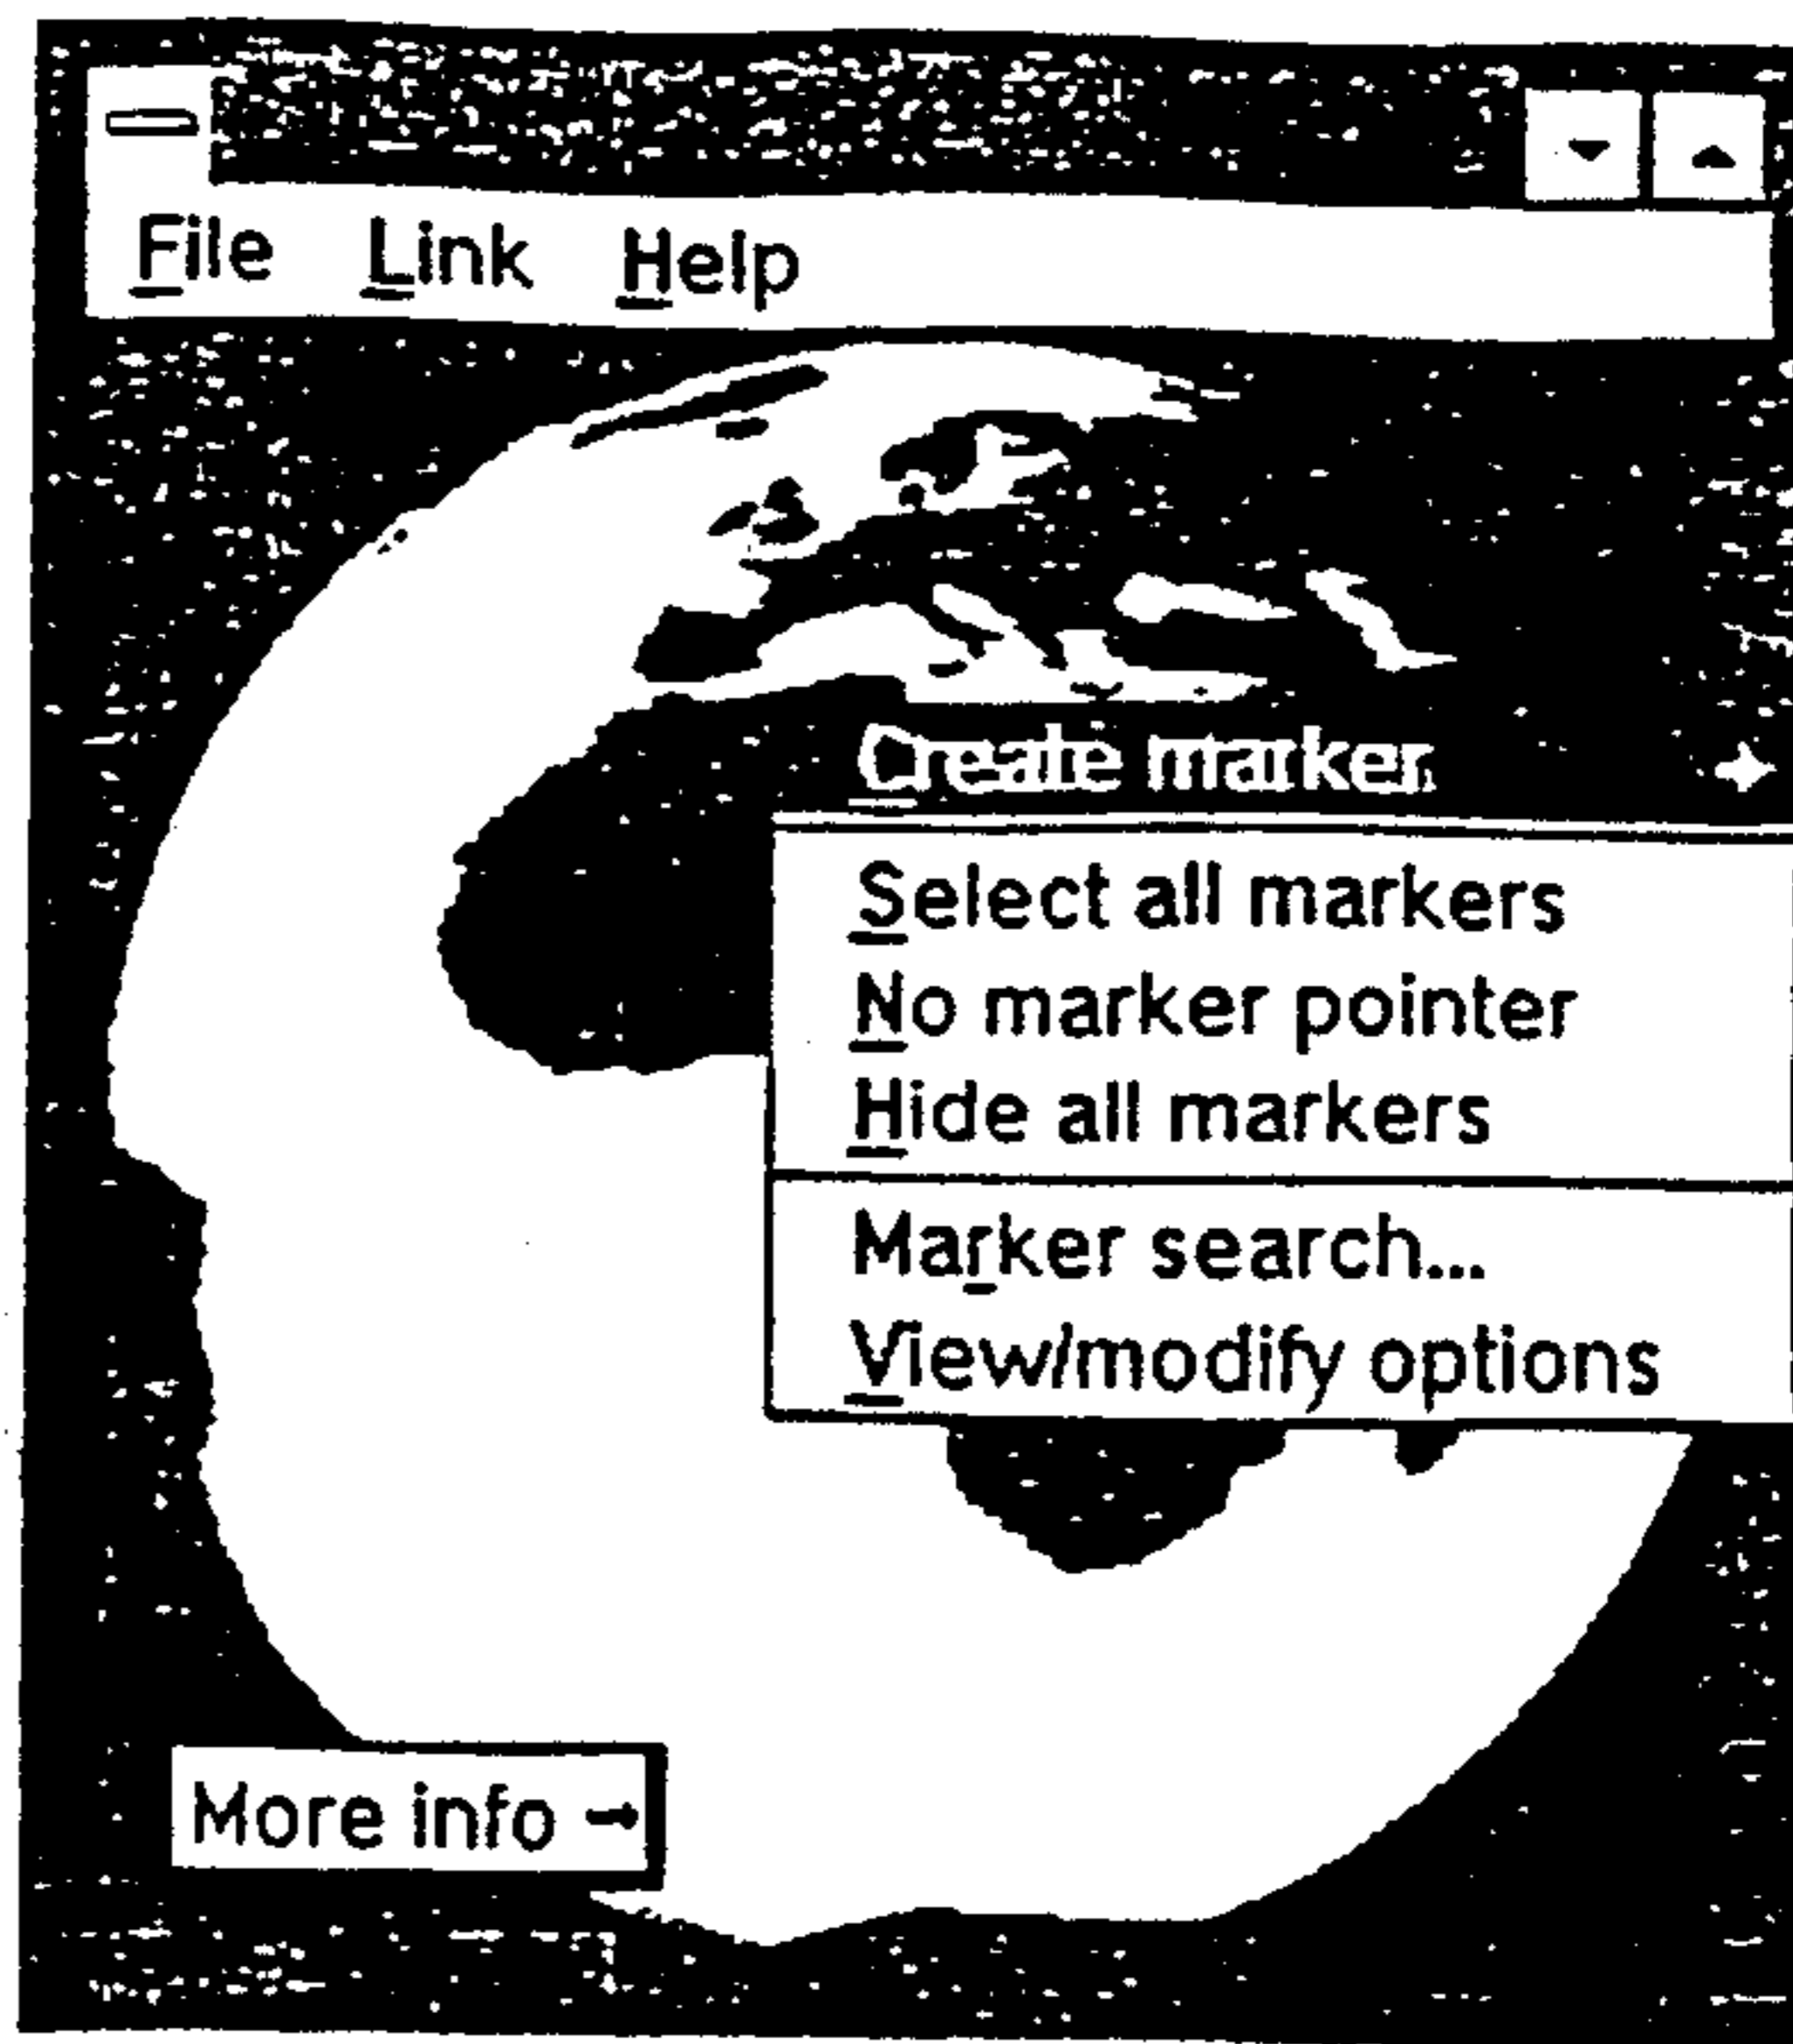 File Link Help
Create marker
Select all markers
No marker pointer
Hide all markers
Marker search...
View/modify options
More info →